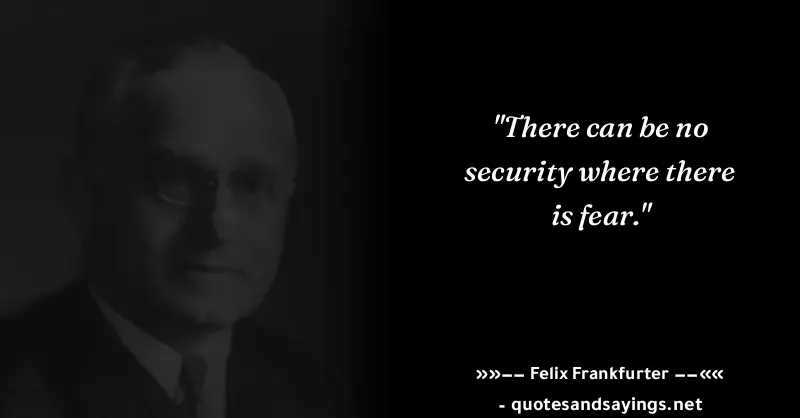 "There can be no
security where there
is fear."
»»–– Felix Frankfurter ––««
- quotesandsayings.net